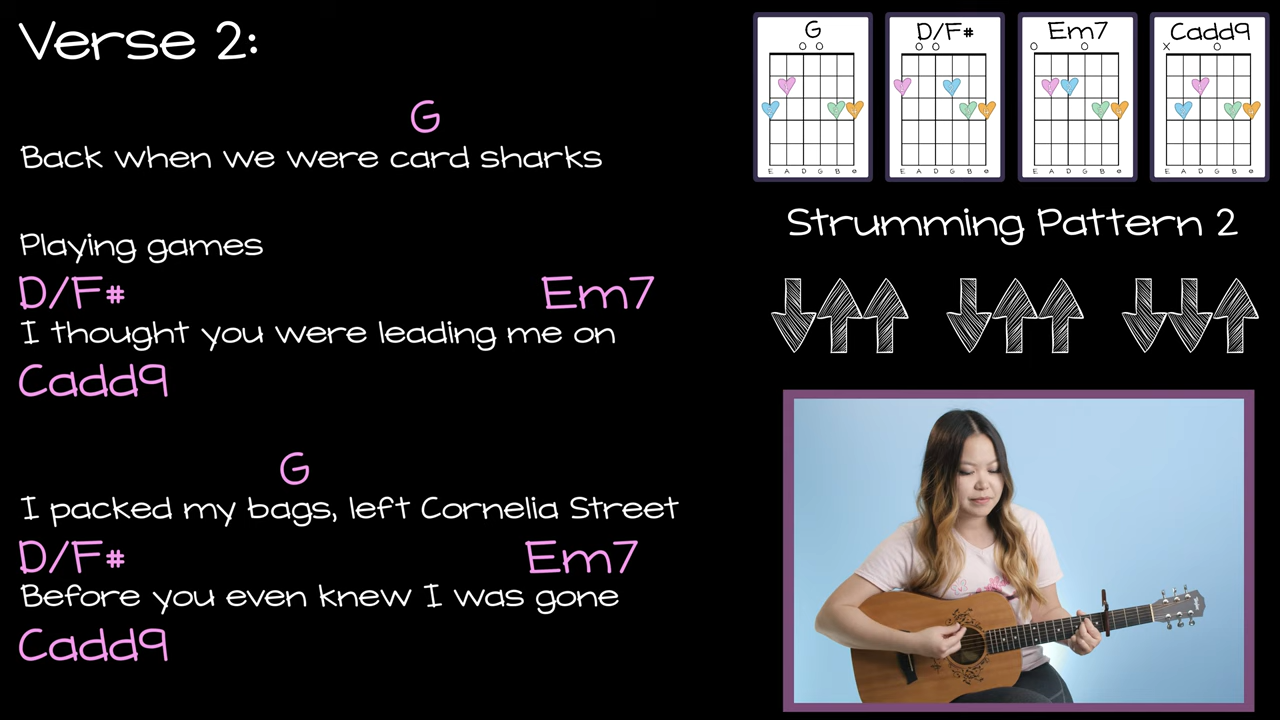 Verse 2:
G
Back when we were card sharks
Playing games
D/F# Em7
I thought you were leading me on
Cadd9
G
I packed my bags, left Cornelia Street
D/F# Em7
Before you even knew I was gone
Cadd9
G
o o
E A D G B e
D/F#
o o
E A D G B e
Em7
o o
E A D G B e
Cadd9
x o
E A D G B e
Strumming Pattern 2